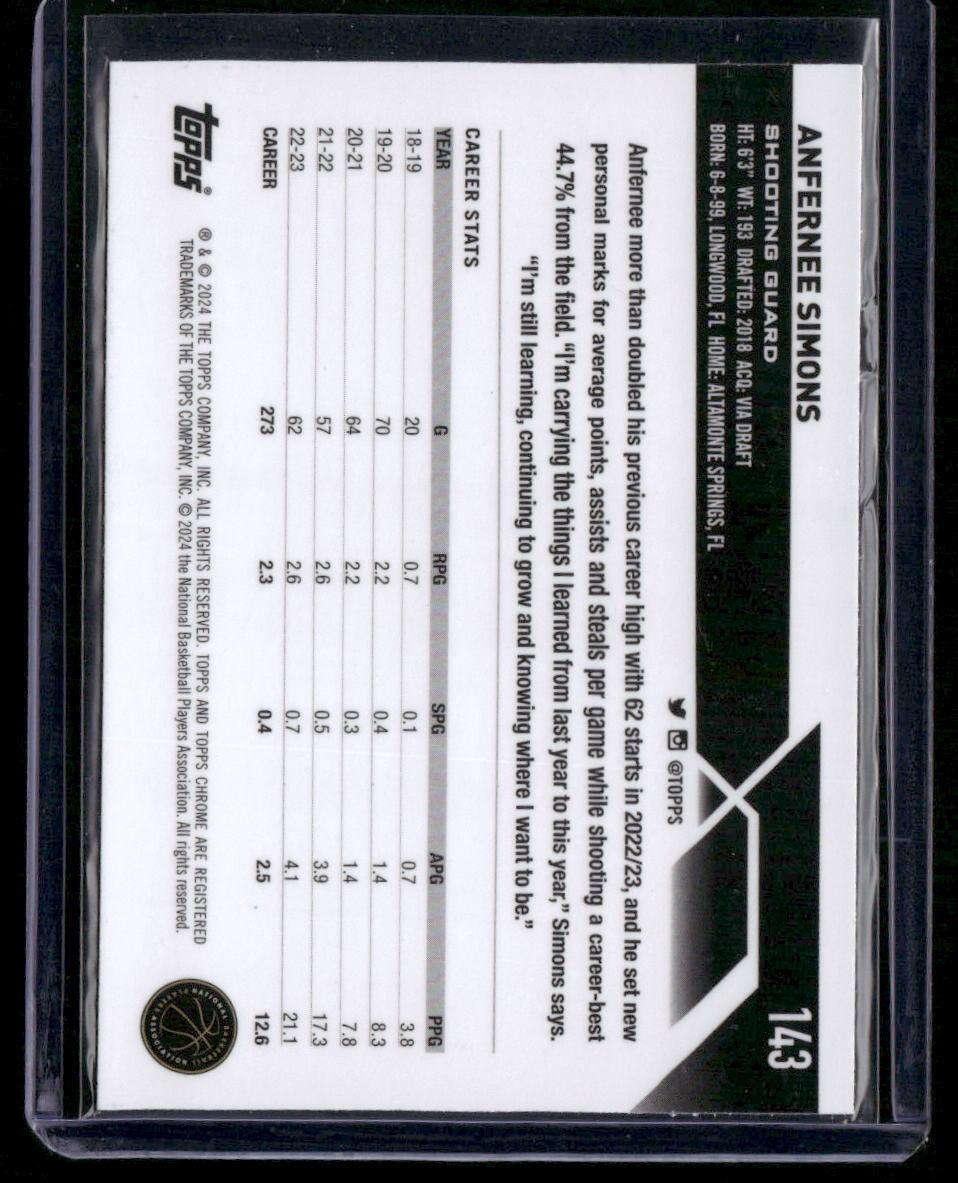 ANFERNEE SIMONS
143
SHOOTING GUARD
HT: 6'3" WT: 193 DRAFTED: 2018 ACQ: VIA DRAFT
BORN: 6-8-99, LONGWOOD, FL HOME: ALTAMONTE SPRINGS, FL
@TOPPS
Anfernee more than doubled his previous career high with 62 starts in 2022/23, and he set new
personal marks for average points, assists and steals per game while shooting a career-best
44.7% from the field. “I'm carrying the things I learned from last year to this year,” Simons says.
“I'm still learning, continuing to grow and knowing where I want to be.”
CAREER STATS
YEAR G RPG SPG APG PPG
18-19 20 0.7 0.1 0.7 3.8
19-20 70 2.2 0.4 1.4 8.3
20-21 64 2.2 0.3 1.4 7.8
21-22 57 2.6 0.5 3.9 17.3
22-23 62 2.6 0.7 4.1 21.1
CAREER 273 2.3 0.4 2.5 12.6
topps®
® & © 2024 THE TOPPS COMPANY, INC. ALL RIGHTS RESERVED. TOPPS AND TOPPS CHROME ARE REGISTERED
TRADEMARKS OF THE TOPPS COMPANY, INC. © 2024 the National Basketball Players Association. All rights reserved.
NATIONAL BASKETBALL PLAYERS ASSOCIATION